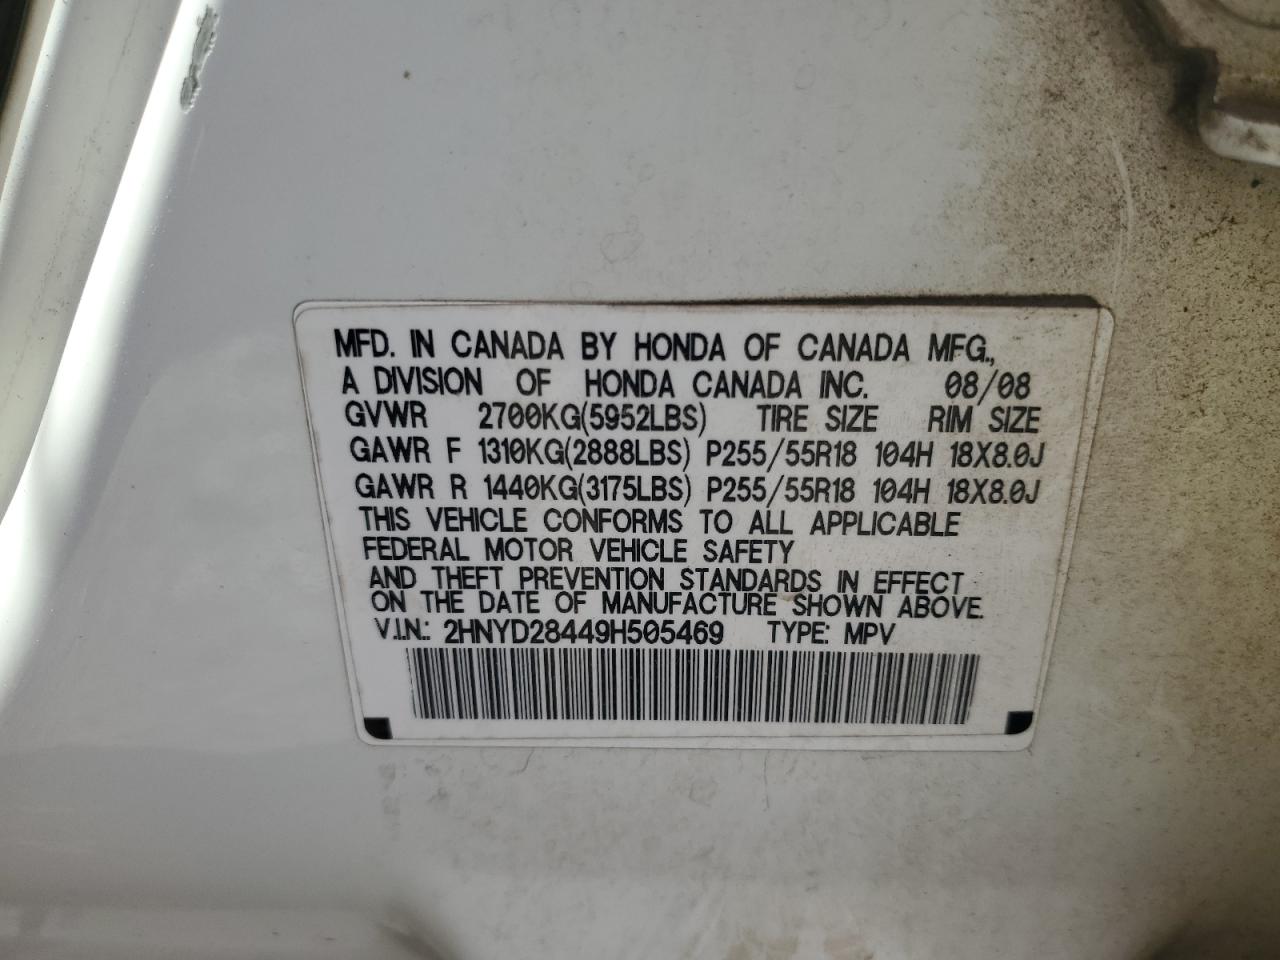 MFD. IN CANADA BY HONDA OF CANADA MFG.,
A DIVISION OF HONDA CANADA INC. 08/08
GVWR 2700KG(5952LBS) TIRE SIZE RIM SIZE
GAWR F 1310KG(2888LBS) P255/55R18 104H 18X8.0J
GAWR R 1440KG(3175LBS) P255/55R18 104H 18X8.0J
THIS VEHICLE CONFORMS TO ALL APPLICABLE
FEDERAL MOTOR VEHICLE SAFETY
AND THEFT PREVENTION STANDARDS IN EFFECT
ON THE DATE OF MANUFACTURE SHOWN ABOVE.
V.I.N.: 2HNYD28449H505469 TYPE: MPV